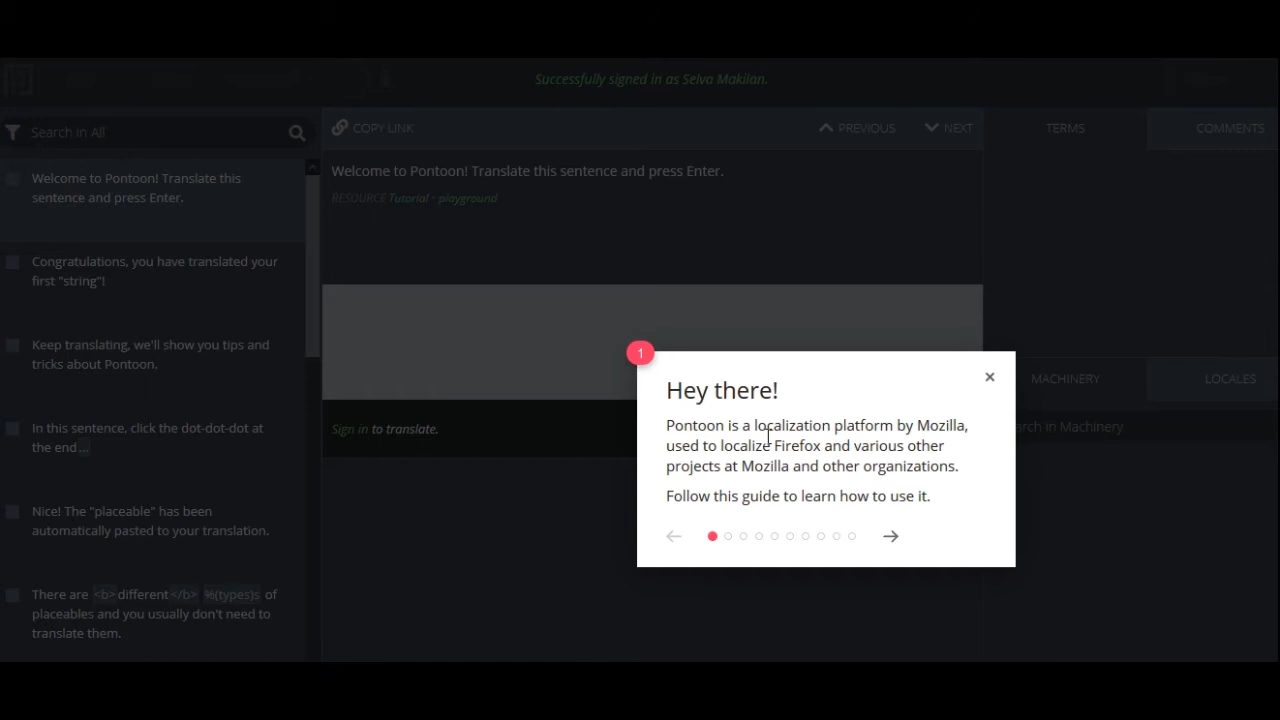 Successfully signed in as Selva Makilan.
Search in All
Welcome to Pontoon! Translate this
sentence and press Enter.
Congratulations, you have translated your
first "string"!
Keep translating, we'll show you tips and
tricks about Pontoon.
In this sentence, click the dot-dot-dot at
the end...
Nice! The "placeable" has been
automatically pasted to your translation.
There are <b>different</b> %(types)s of
placeables and you usually don't need to
translate them.
COPY LINK
PREVIOUS
NEXT
Welcome to Pontoon! Translate this sentence and press Enter.
RESOURCE Tutorial • playground
Sign in to translate.
1
Hey there!
Pontoon is a localization platform by Mozilla,
used to localize Firefox and various other
projects at Mozilla and other organizations.
Follow this guide to learn how to use it.
TERMS
COMMENTS
MACHINERY
LOCALES
rch in Machinery